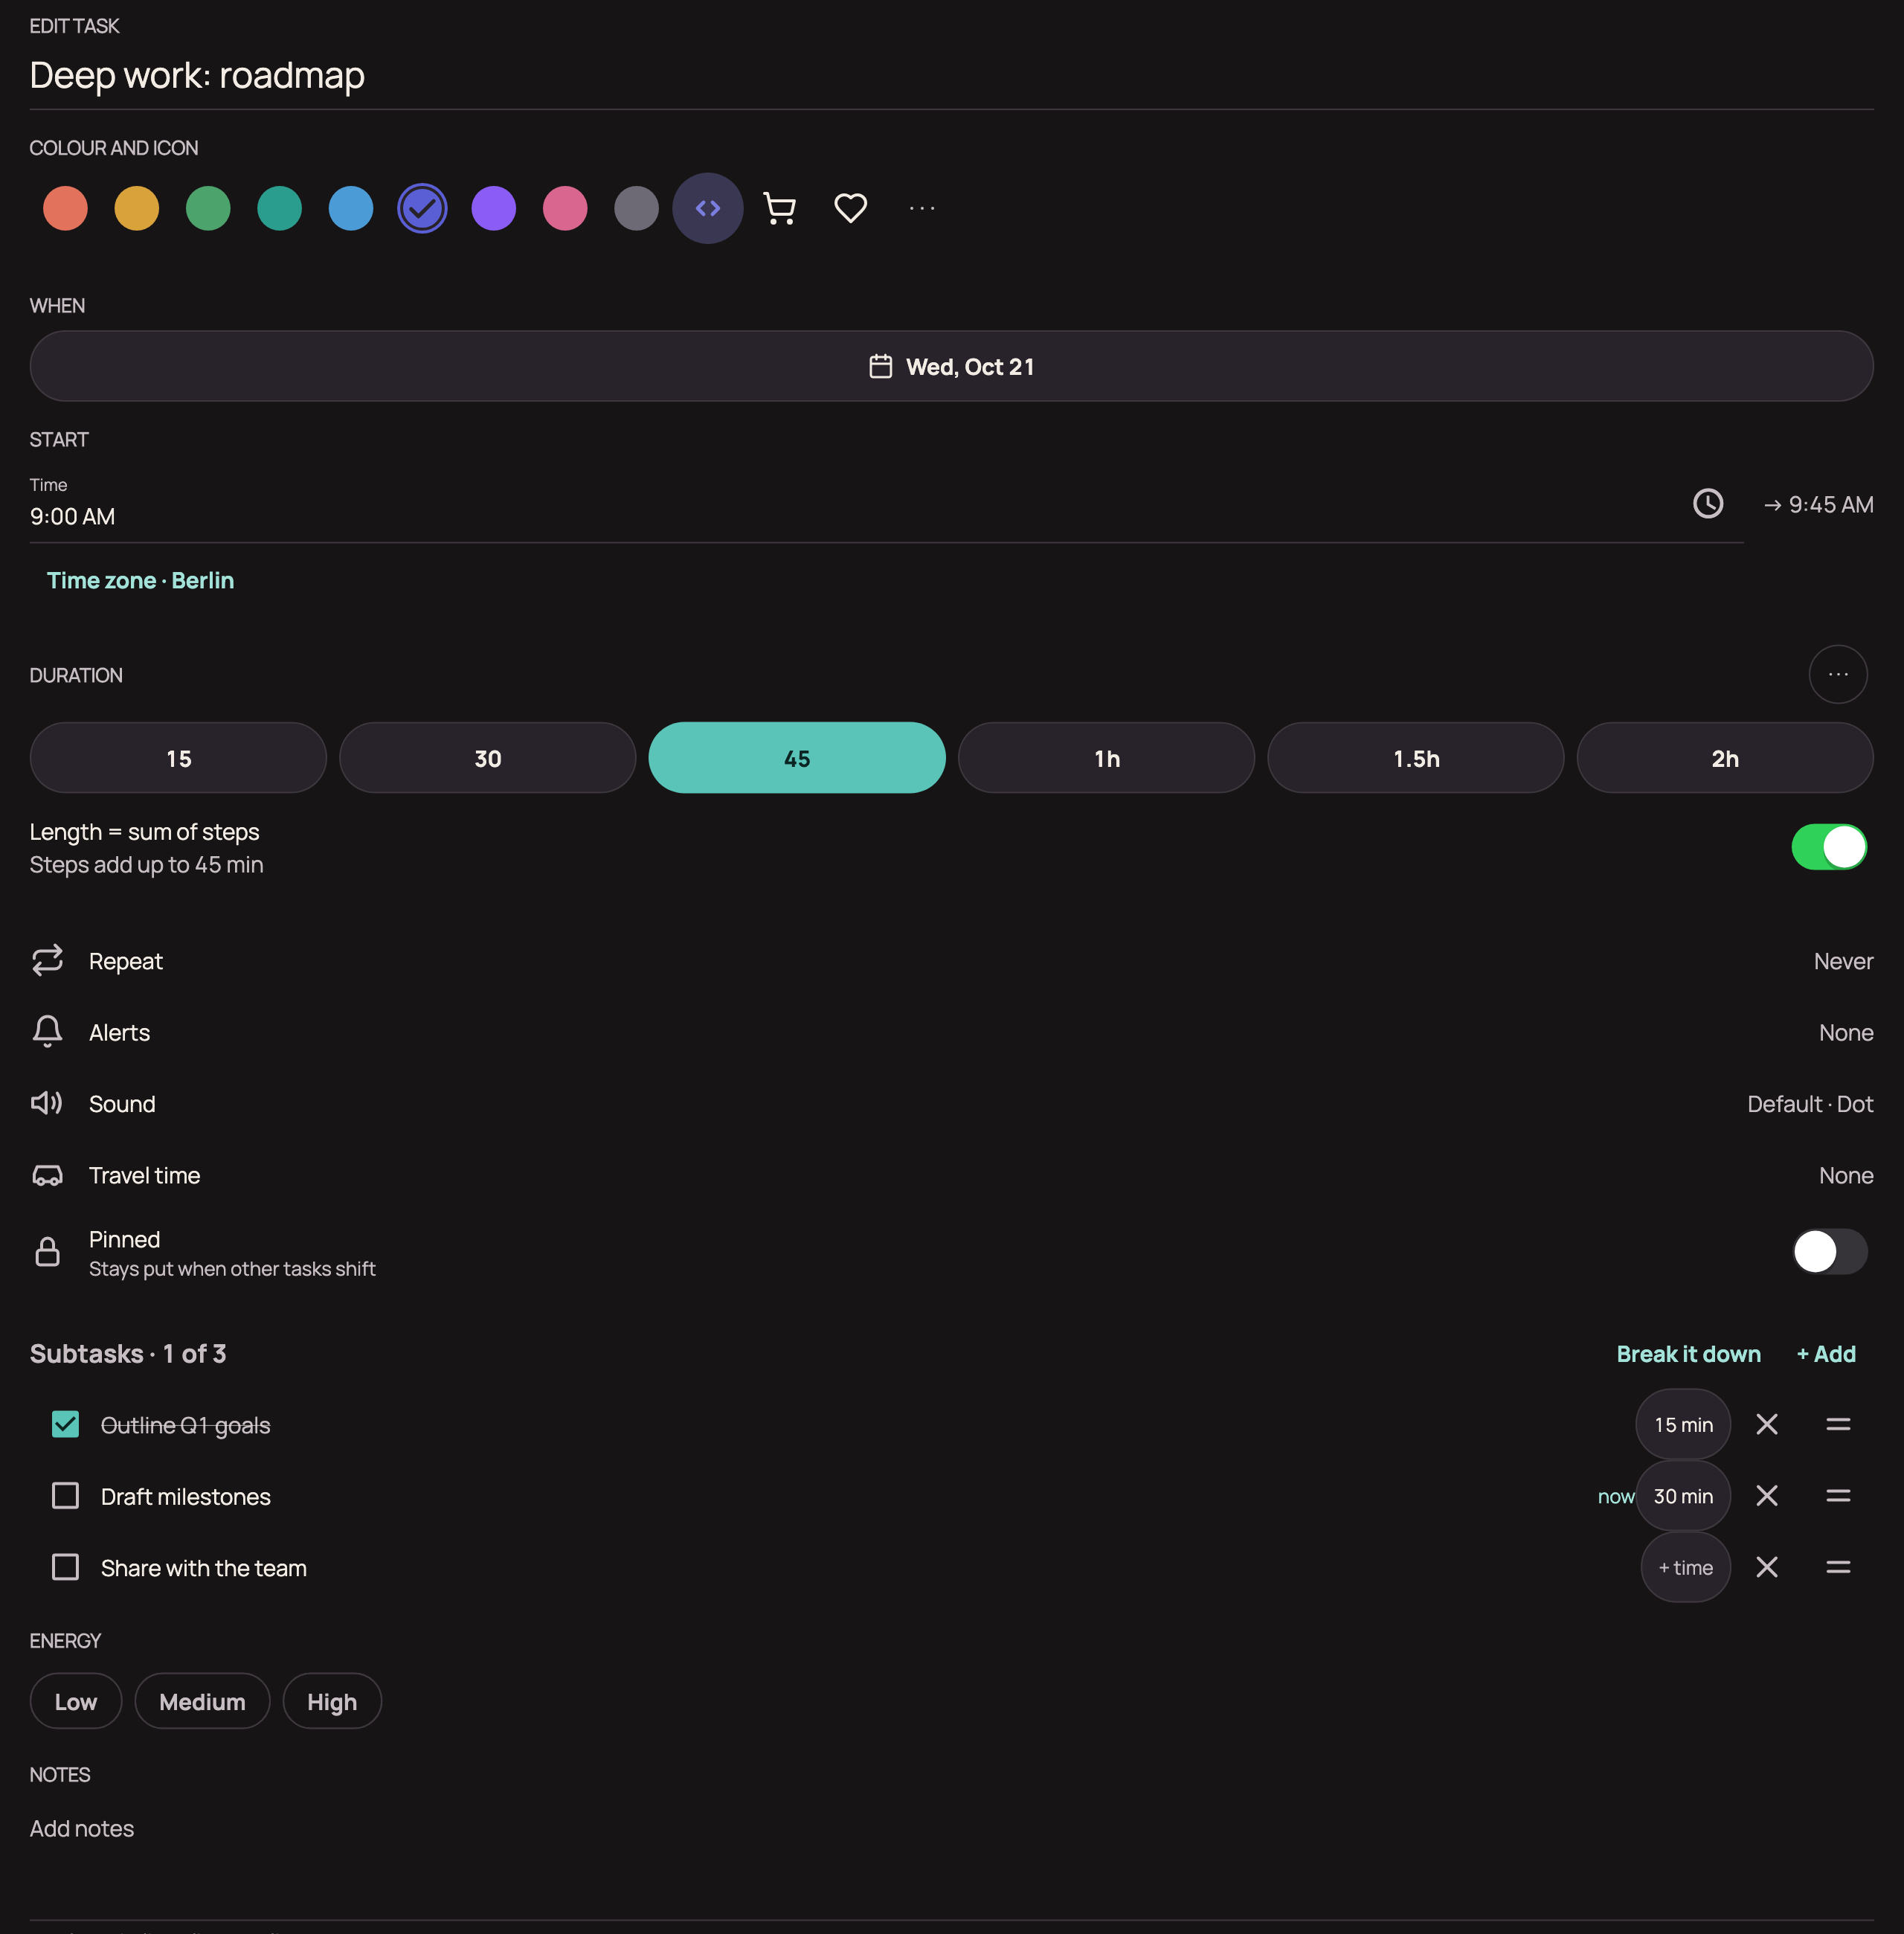 EDIT TASK
Deep work: roadmap
COLOUR AND ICON
WHEN
Wed, Oct 21
START
Time
9:00 AM
→ 9:45 AM
Time zone · Berlin
DURATION
15
30
45
1h
1.5h
2h
Length = sum of steps
Steps add up to 45 min
Repeat
Never
Alerts
None
Sound
Default · Dot
Travel time
None
Pinned
Stays put when other tasks shift
Subtasks · 1 of 3
Break it down
+ Add
Outline Q1 goals
15 min
Draft milestones
now
30 min
Share with the team
+ time
ENERGY
Low
Medium
High
NOTES
Add notes